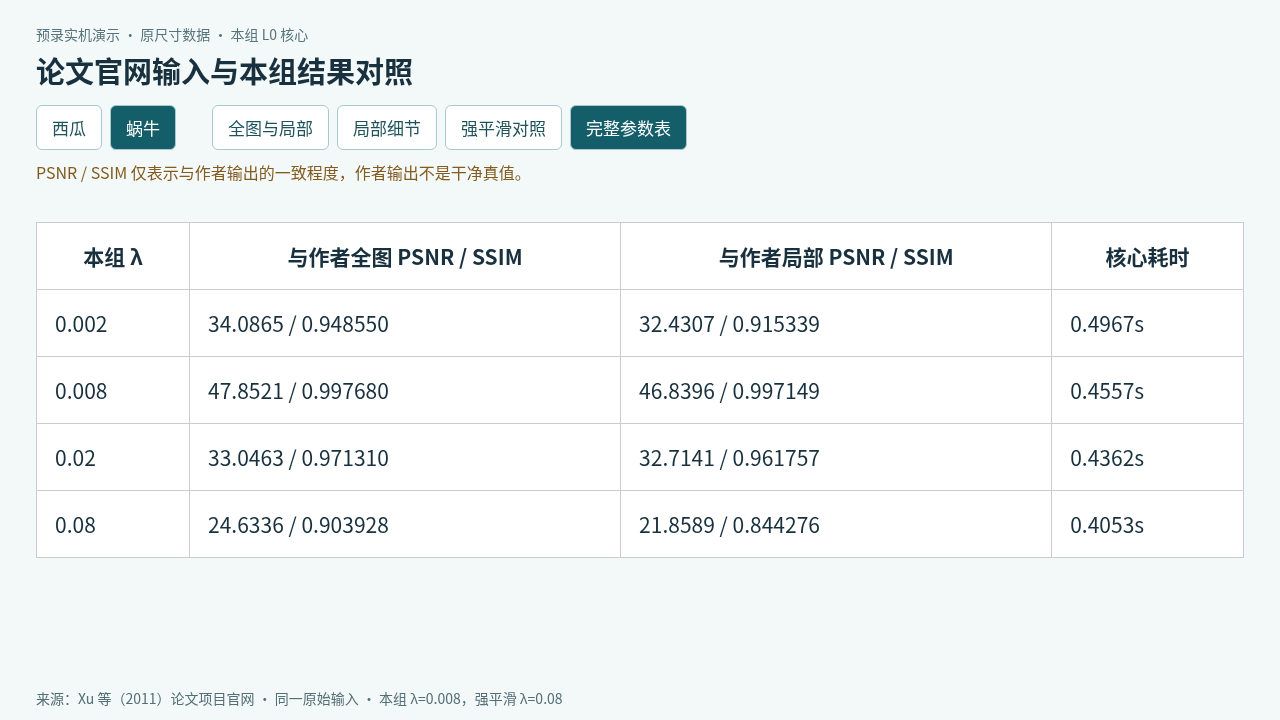 预录实机演示 · 原尺寸数据 · 本组 L0 核心
论文官网输入与本组结果对照
西瓜 蜗牛 全图与局部 局部细节 强平滑对照 完整参数表
PSNR / SSIM 仅表示与作者输出的一致程度，作者输出不是干净真值。
本组 λ 与作者全图 PSNR / SSIM 与作者局部 PSNR / SSIM 核心耗时
0.002 34.0865 / 0.948550 32.4307 / 0.915339 0.4967s
0.008 47.8521 / 0.997680 46.8396 / 0.997149 0.4557s
0.02 33.0463 / 0.971310 32.7141 / 0.961757 0.4362s
0.08 24.6336 / 0.903928 21.8589 / 0.844276 0.4053s
来源：Xu 等（2011）论文项目官网 · 同一原始输入 · 本组 λ=0.008，强平滑 λ=0.08